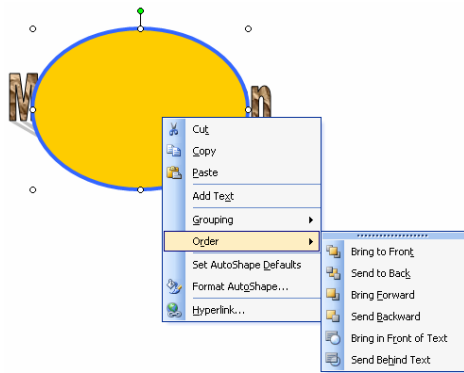 M n
Cut
Copy
Paste
Add Text
Grouping
Order
Set AutoShape Defaults
Format AutoShape...
Hyperlink...
Bring to Front
Send to Back
Bring Forward
Send Backward
Bring in Front of Text
Send Behind Text